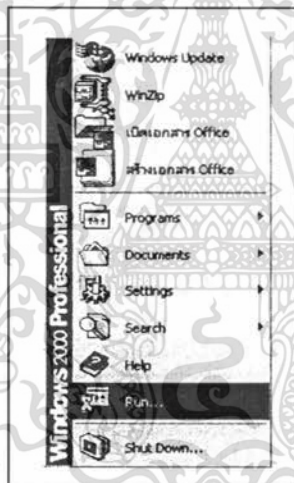 Windows Update
WinZip
เปิดเอกสาร Office
สร้างเอกสาร Office
Programs
Documents
Settings
Search
Help
Run...
Shut Down...
Windows 2000 Professional